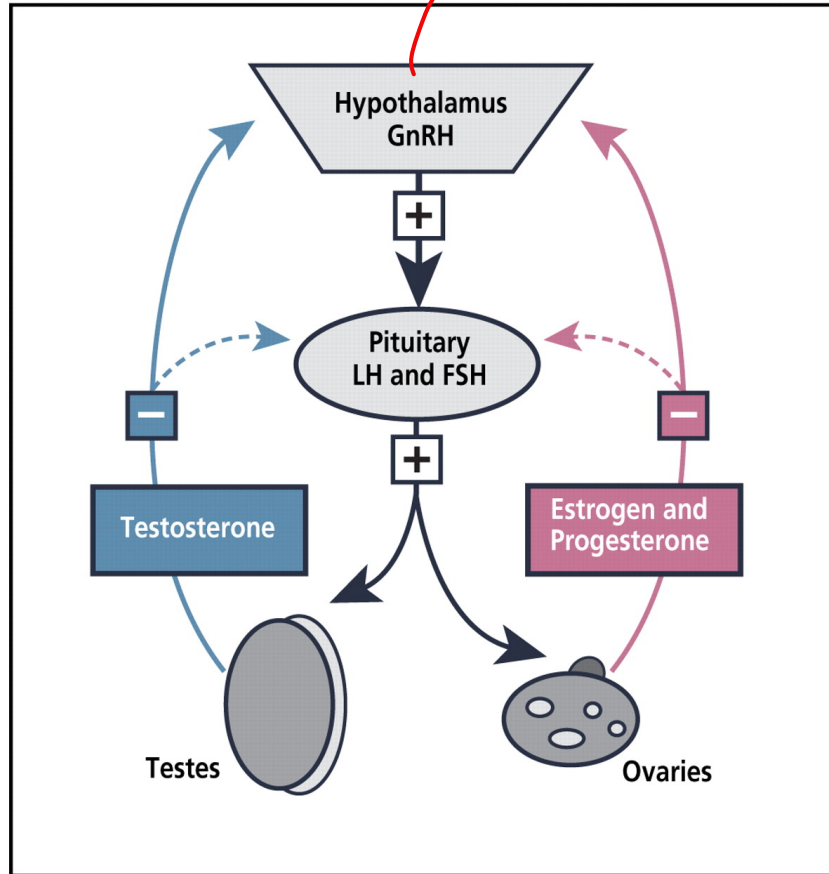 Hypothalamus
GnRH
+
Pituitary
LH and FSH
−
−
+
Testosterone
Estrogen and
Progesterone
Testes
Ovaries